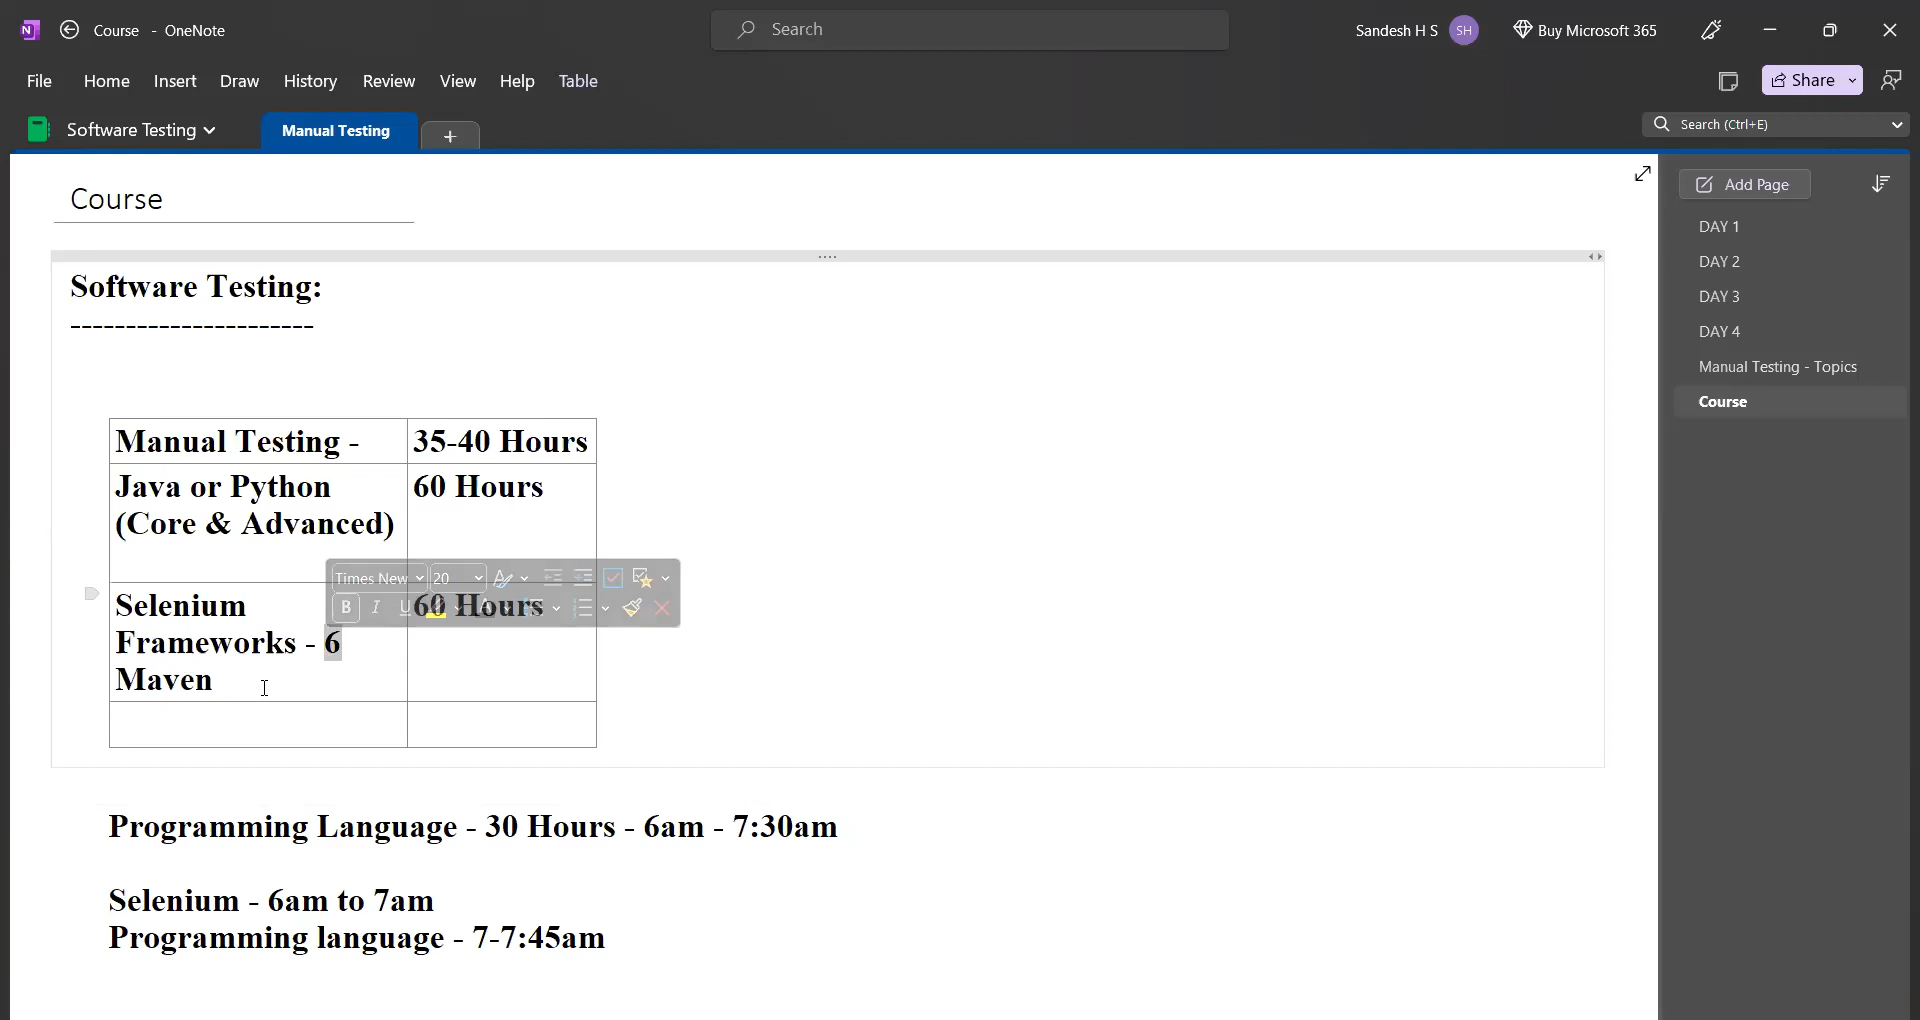 Course - OneNote
Search
Sandesh H S
SH
Buy Microsoft 365
File Home Insert Draw History Review View Help Table
Share
Software Testing
Manual Testing
+
Search (Ctrl+E)
Course
Add Page
DAY 1
DAY 2
DAY 3
DAY 4
Manual Testing - Topics
Course
Software Testing:
----------------------
Manual Testing - 35-40 Hours
Java or Python 60 Hours
(Core & Advanced)
Times New 20
B I U
Selenium 60 Hours
Frameworks - 6
Maven
Programming Language - 30 Hours - 6am - 7:30am
Selenium - 6am to 7am
Programming language - 7-7:45am